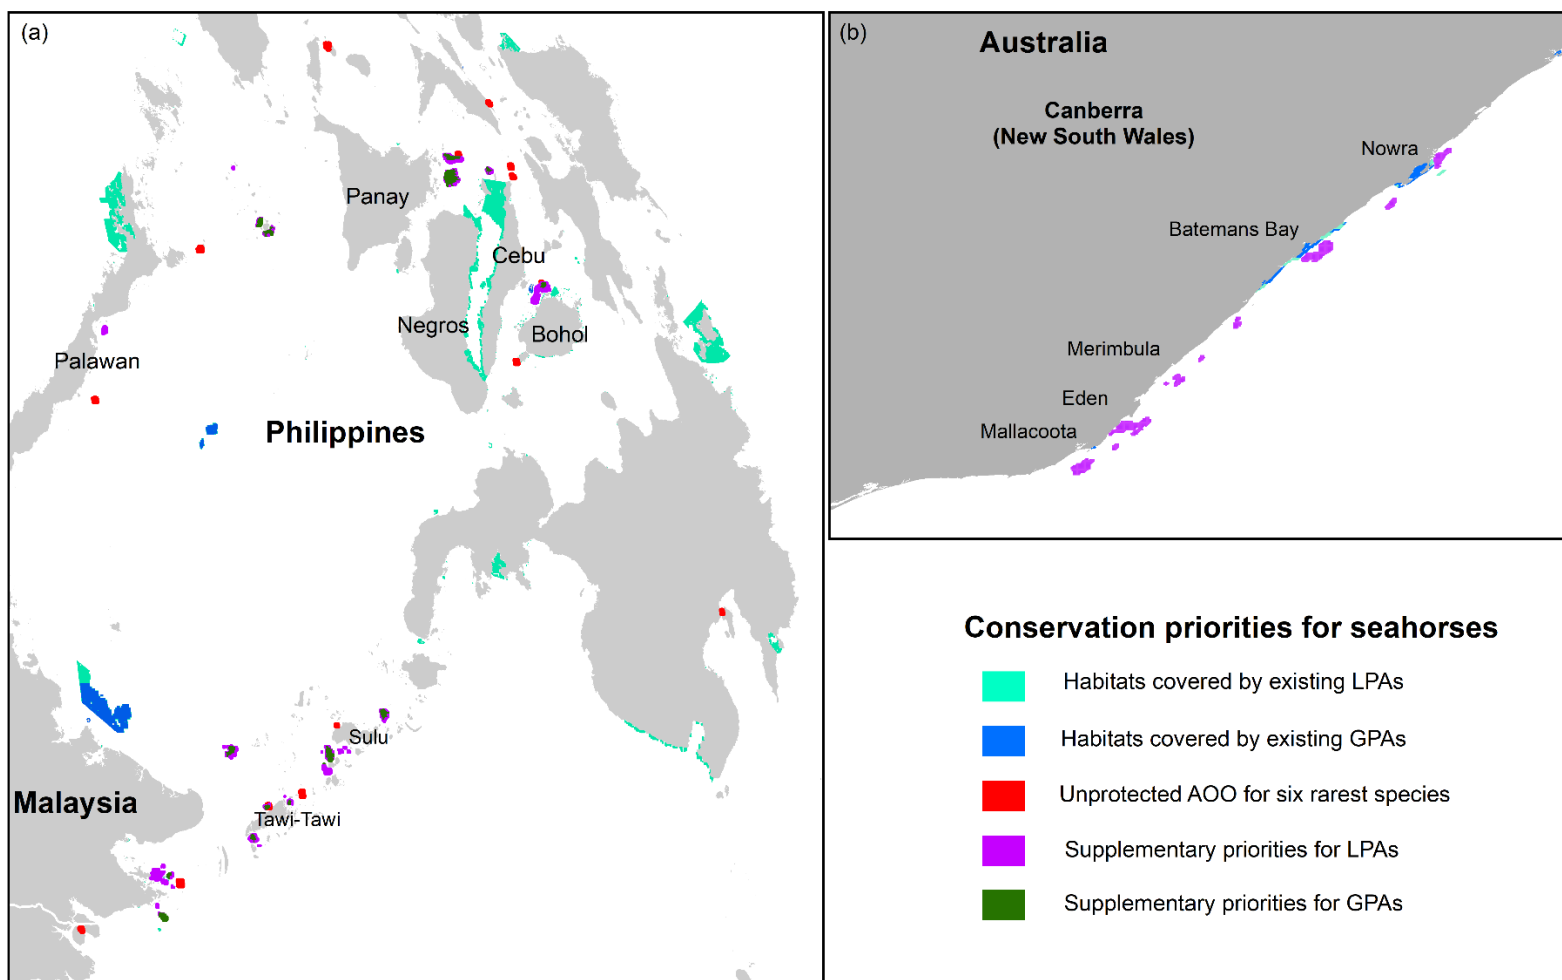 (a)
Panay
Cebu
Negros
Bohol
Palawan
Philippines
Sulu
Malaysia
Tawi-Tawi
(b)
Australia
Canberra
(New South Wales)
Nowra
Batemans Bay
Merimbula
Eden
Mallacoota
Conservation priorities for seahorses
Habitats covered by existing LPAs
Habitats covered by existing GPAs
Unprotected AOO for six rarest species
Supplementary priorities for LPAs
Supplementary priorities for GPAs